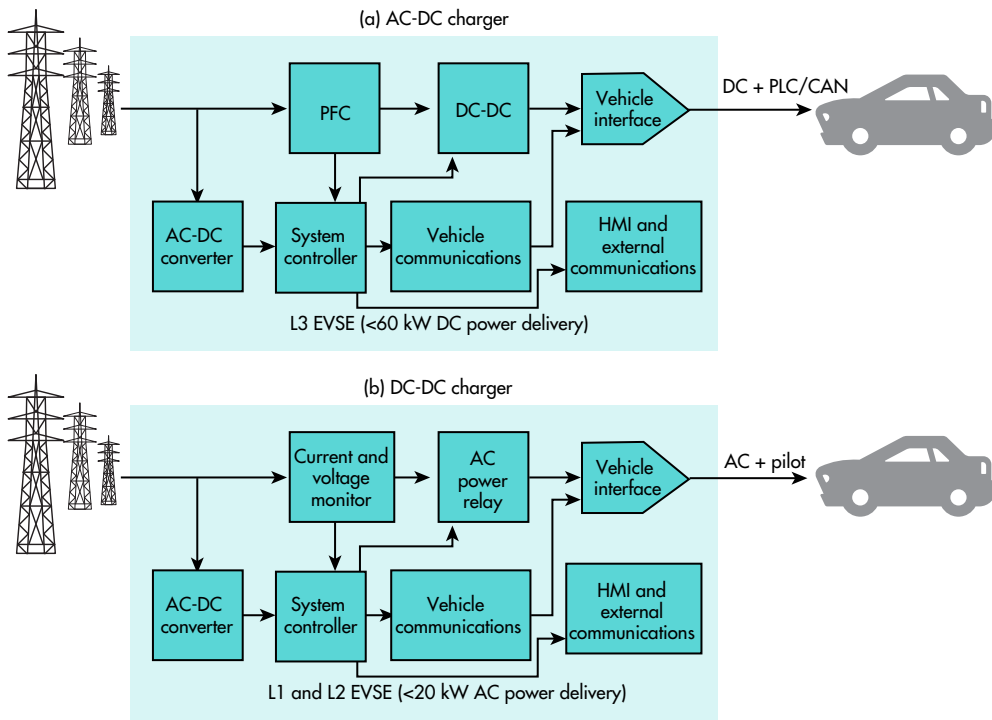 (a) AC-DC charger
PFC
DC-DC
Vehicle
interface
DC + PLC/CAN
AC-DC
converter
System
controller
Vehicle
communications
HMI and
external
communications
L3 EVSE (<60 kW DC power delivery)
(b) DC-DC charger
Current and
voltage
monitor
AC
power
relay
Vehicle
interface
AC + pilot
AC-DC
converter
System
controller
Vehicle
communications
HMI and
external
communications
L1 and L2 EVSE (<20 kW AC power delivery)